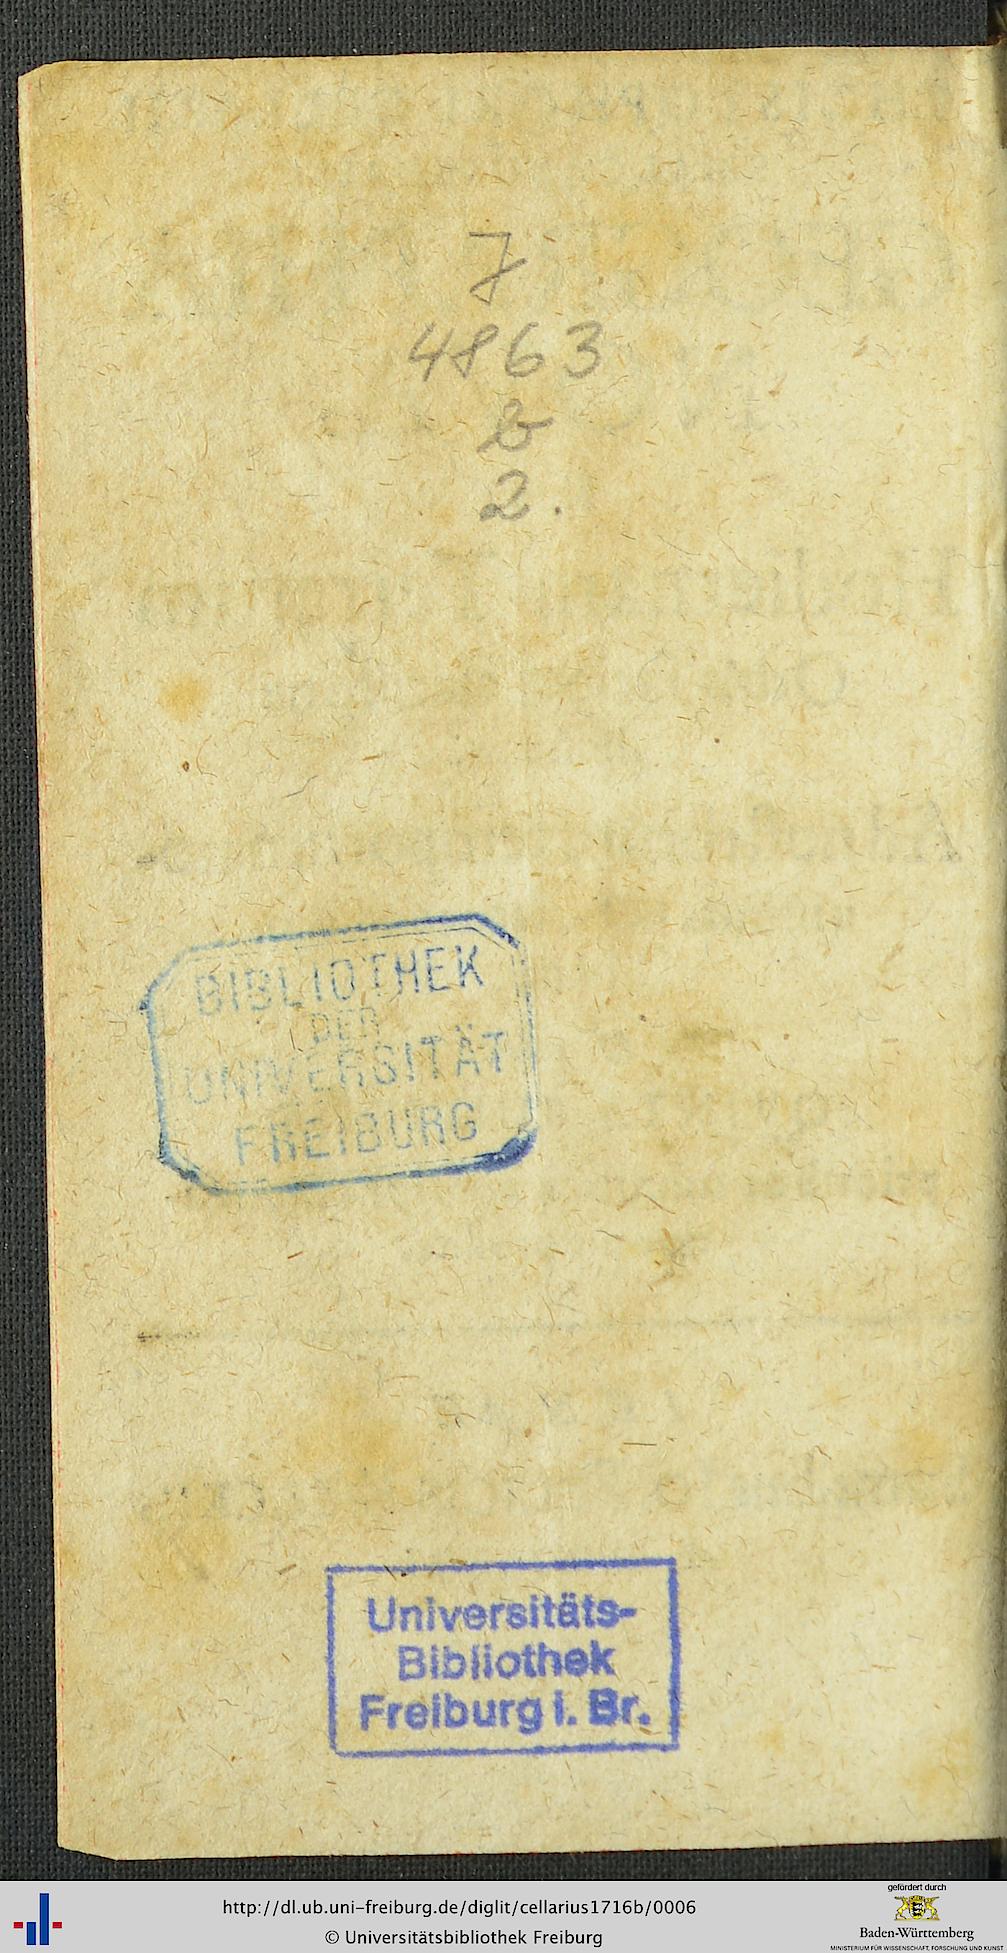 J
4863
b
2.
BIBLIOTHEK
DER
UNIVERSITÄT
FREIBURG
Universitäts-
Bibliothek
Freiburg i. Br.
http://dl.ub.uni-freiburg.de/diglit/cellarius1716b/0006
© Universitätsbibliothek Freiburg
gefördert durch
Baden-Württemberg
MINISTERIUM FÜR WISSENSCHAFT, FORSCHUNG UND KUNST